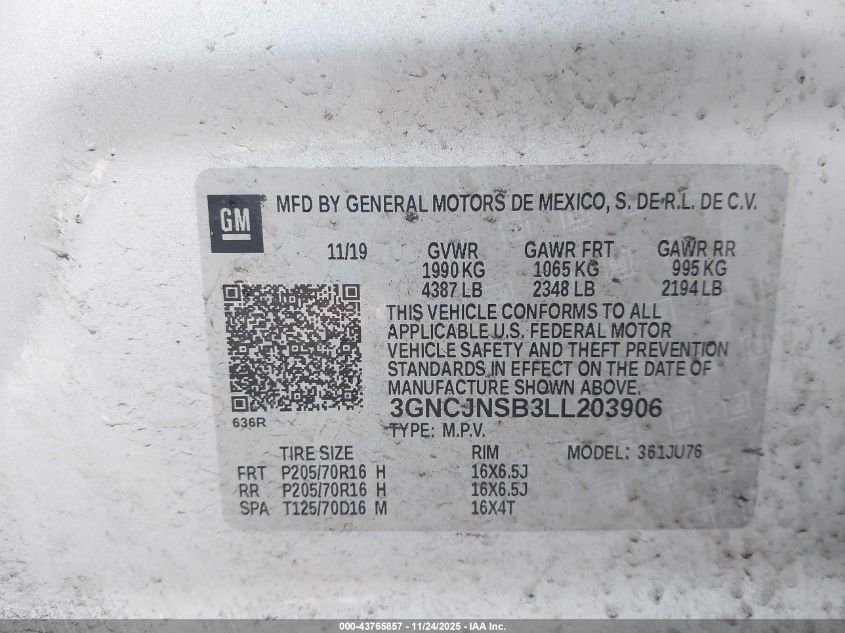 GM
MFD BY GENERAL MOTORS DE MEXICO, S. DE R.L. DE C.V.
11/19 GVWR GAWR FRT GAWR RR
1990 KG 1065 KG 995 KG
4387 LB 2348 LB 2194 LB
THIS VEHICLE CONFORMS TO ALL
APPLICABLE U.S. FEDERAL MOTOR
VEHICLE SAFETY AND THEFT PREVENTION
STANDARDS IN EFFECT ON THE DATE OF
MANUFACTURE SHOWN ABOVE.
3GNCJNSB3LL203906
636R
TYPE: M.P.V.
TIRE SIZE RIM MODEL: 361JU76
FRT P205/70R16 H 16X6.5J
RR P205/70R16 H 16X6.5J
SPA T125/70D16 M 16X4T
000-43765857 - 11/24/2025 - IAA Inc.